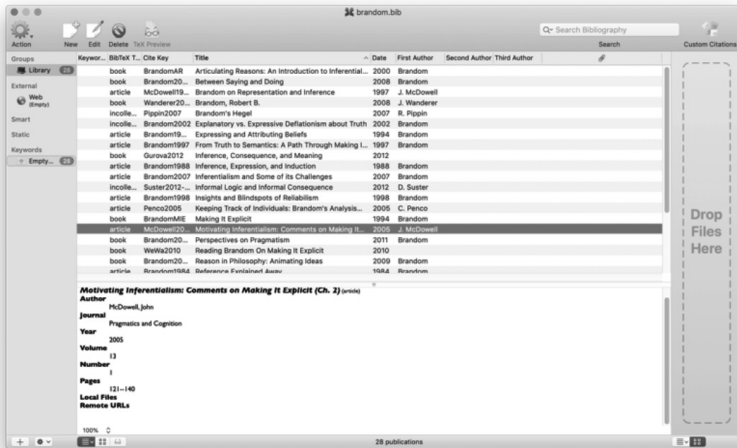 brandom.bib
Action New Edit Delete TeX Preview Search Bibliography Search Custom Citations
Groups
Library 28
External
Web
(Empty)
Smart
Static
Keywords
Empty... 28
Keywor... BibTeX T... Cite Key Title Date First Author Second Author Third Author
book BrandomAR Articulating Reasons: An Introduction to Inferential... 2000 Brandom
book Brandom20... Between Saying and Doing 2008 Brandom
article McDowell19... Brandom on Representation and Inference 1997 J. McDowell
book Wanderer20... Brandom, Robert B. 2008 J. Wanderer
incolle... Pippin2007 Brandom's Hegel 2007 R. Pippin
incolle... Brandom2002 Explanatory vs. Expressive Deflationism about Truth 2002 Brandom
article Brandom19... Expressing and Attributing Beliefs 1994 Brandom
article Brandom1997 From Truth to Semantics: A Path Through Making I... 1997 Brandom
book Gurova2012 Inference, Consequence, and Meaning 2012
article Brandom1988 Inference, Expression, and Induction 1988 Brandom
article Brandom2007 Inferentialism and Some of its Challenges 2007 Brandom
incolle... Suster2012-... Informal Logic and Informal Consequence 2012 D. Suster
article Brandom1998 Insights and Blindspots of Reliabilism 1998 Brandom
article Penco2005 Keeping Track of Individuals: Brandom's Analysis... 2005 C. Penco
book BrandomMIE Making It Explicit 1994 Brandom
article McDowell20... Motivating Inferentialism: Comments on Making It... 2005 J. McDowell
book Brandom20... Perspectives on Pragmatism 2011 Brandom
book WeWa2010 Reading Brandom On Making It Explicit 2010
book Brandom20... Reason in Philosophy: Animating Ideas 2009 Brandom
article Brandom1984 Reference Explained Away 1984 Brandom
Drop
Files
Here
Motivating Inferentialism: Comments on Making It Explicit (Ch. 2) (article)
Author
McDowell, John
Journal
Pragmatics and Cognition
Year
2005
Volume
13
Number
1
Pages
121–140
Local Files
Remote URLs
100%
28 publications